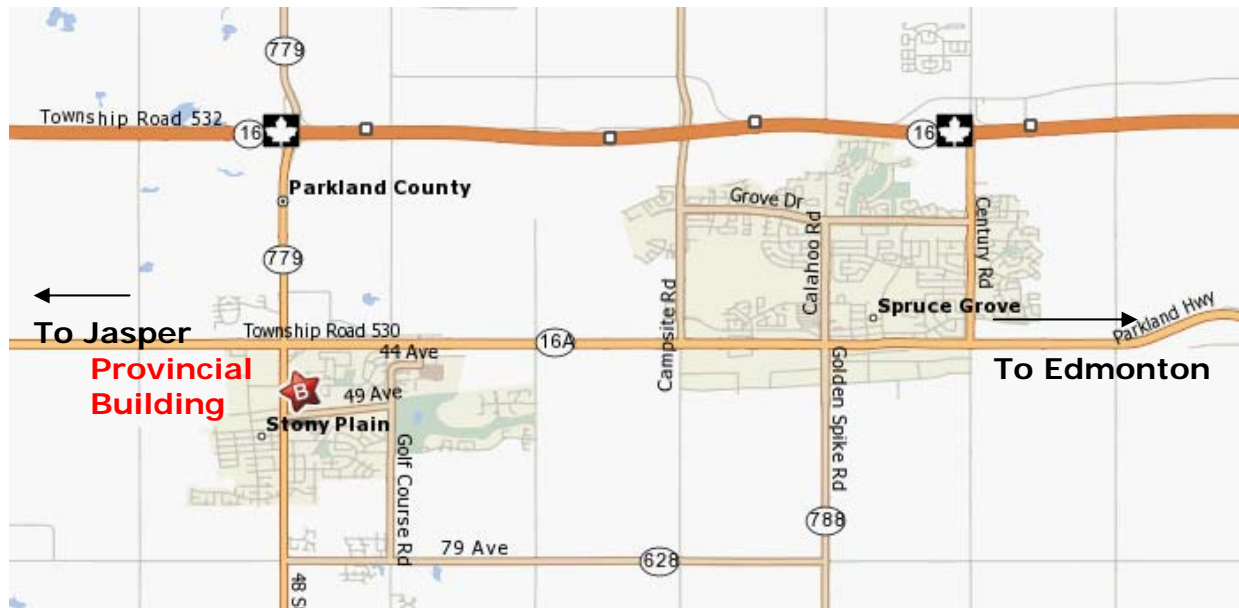 779
Township Road 532
16
16
Parkland County
Grove Dr
Calahoo Rd
Century Rd
779
Campsite Rd
Spruce Grove
To Jasper
Township Road 530
16A
Parkland Hwy
To Edmonton
44 Ave
Provincial
Building
B
49 Ave
Stony Plain
Golf Course Rd
Golden Spike Rd
788
79 Ave
628
48 S